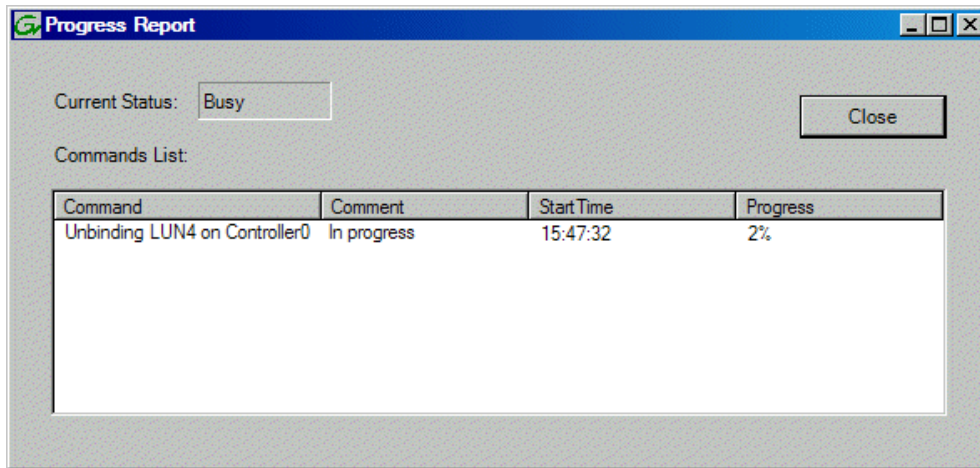 Progress Report
Current Status: Busy
Close
Commands List:
Command Comment StartTime Progress
Unbinding LUN4 on Controller0 In progress 15:47:32 2%